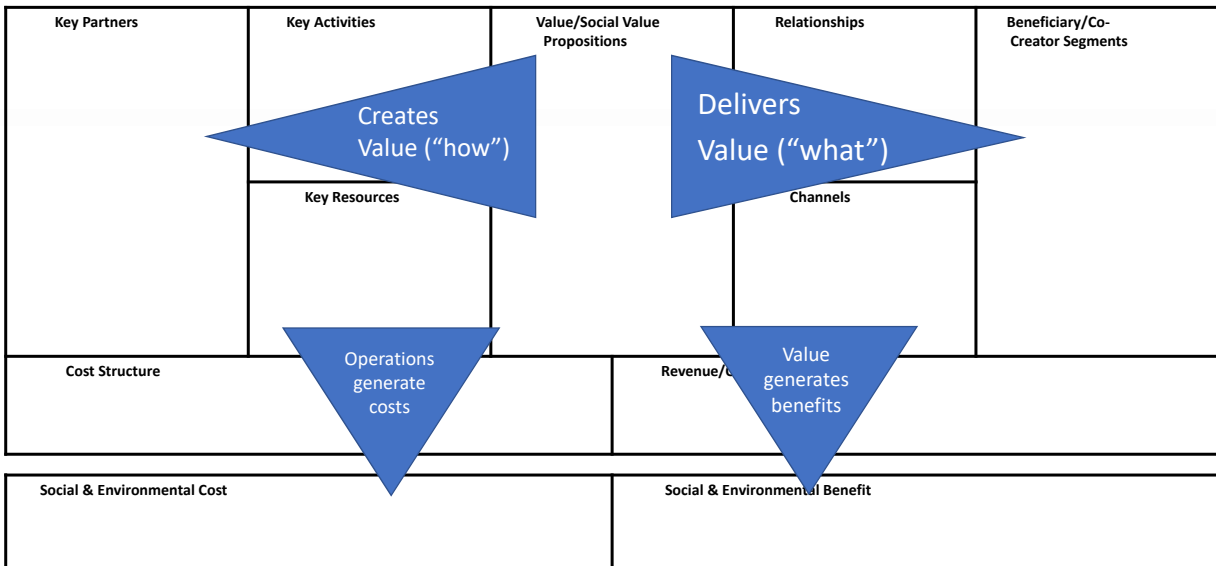 Key Partners
Key Activities
Value/Social Value
Propositions
Relationships
Beneficiary/Co-
Creator Segments
Creates
Value (“how”)
Delivers
Value (“what”)
Key Resources
Channels
Operations
generate
costs
Value
generates
benefits
Cost Structure
Revenue/
Social & Environmental Cost
Social & Environmental Benefit